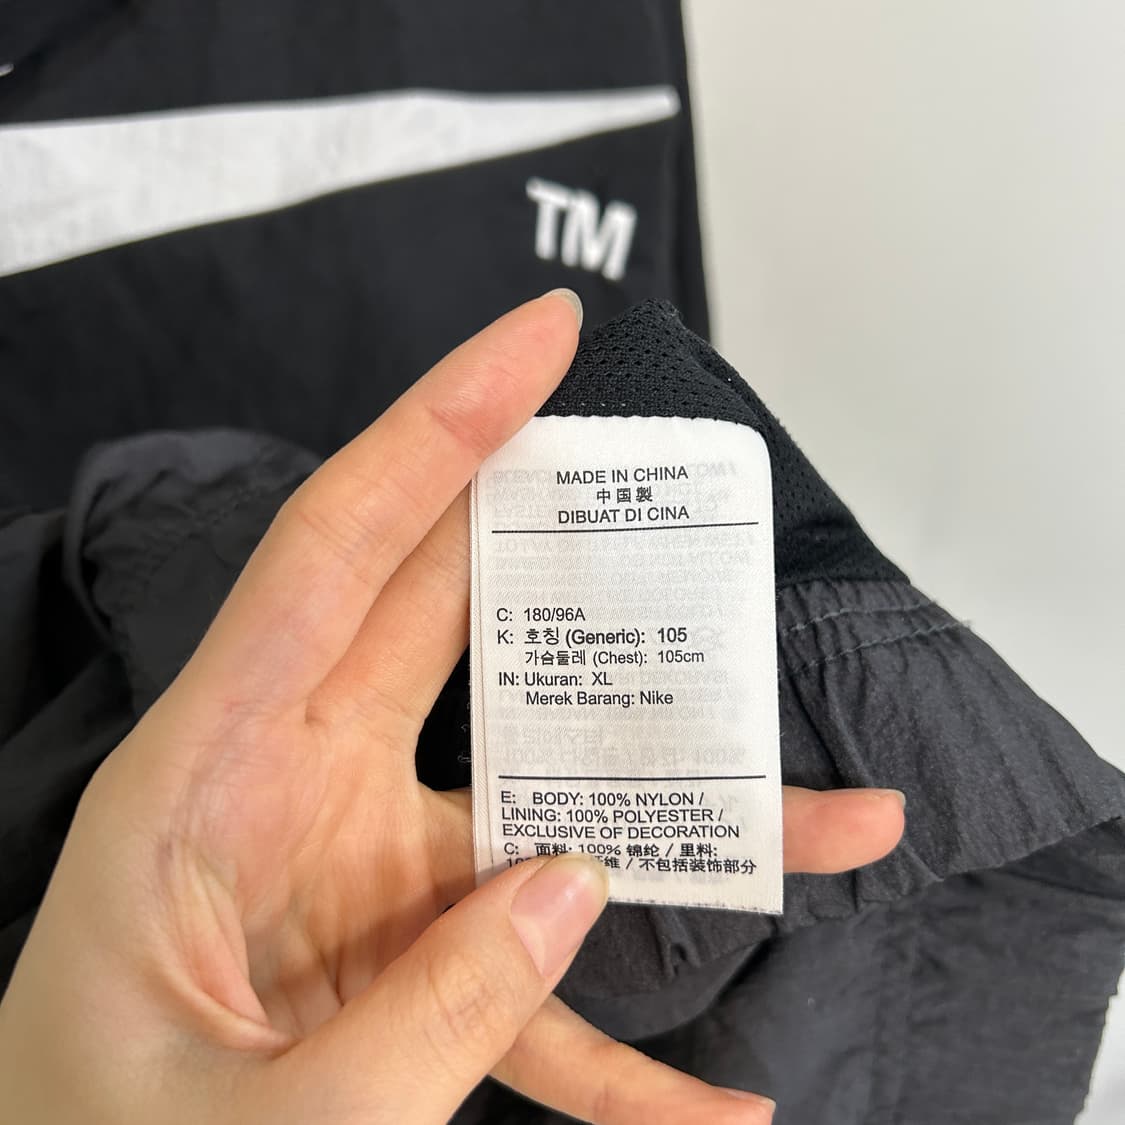 TM
MADE IN CHINA
中国製
DIBUAT DI CINA
C: 180/96A
K: 호칭 (Generic): 105
가슴둘레 (Chest): 105cm
IN: Ukuran: XL
Merek Barang: Nike
E: BODY: 100% NYLON /
LINING: 100% POLYESTER /
EXCLUSIVE OF DECORATION
C: 面料: 100% 锦纶 / 里料:
维 / 不包括装饰部分